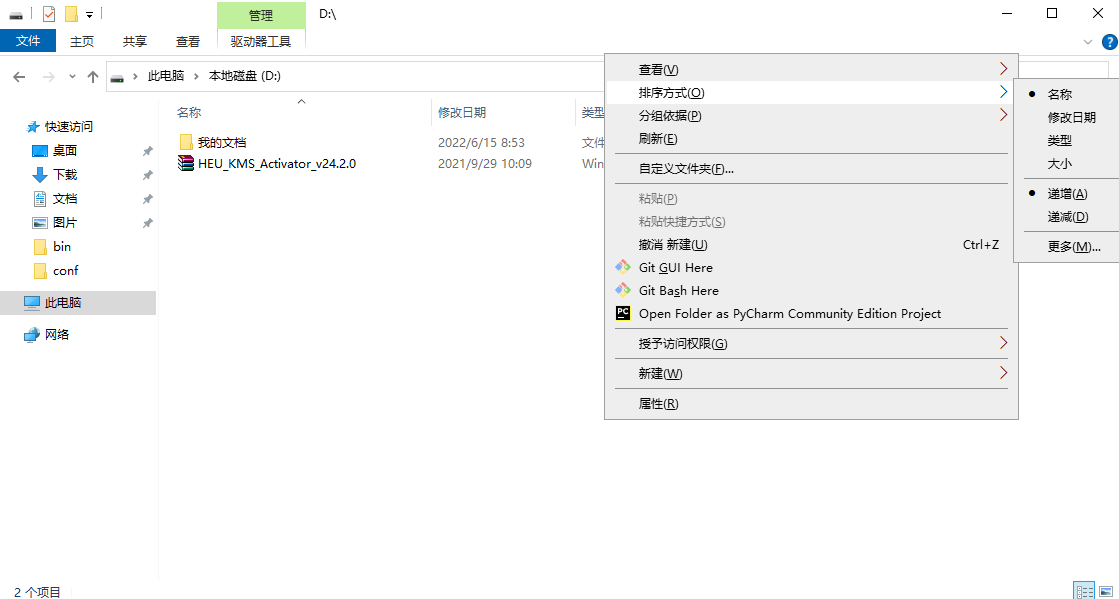 管理
D:\
文件
主页
共享
查看
驱动器工具
此电脑
本地磁盘 (D:)
快速访问
桌面
下载
文档
图片
bin
conf
此电脑
网络
名称
修改日期
类型
我的文档
2022/6/15 8:53
文件
HEU_KMS_Activator_v24.2.0
2021/9/29 10:09
Win
查看(V)
排序方式(O)
分组依据(P)
刷新(E)
自定义文件夹(F)...
粘贴(P)
粘贴快捷方式(S)
撤消 新建(U) Ctrl+Z
Git GUI Here
Git Bash Here
PC
Open Folder as PyCharm Community Edition Project
授予访问权限(G)
新建(W)
属性(R)
名称
修改日期
类型
大小
递增(A)
递减(D)
更多(M)...
2 个项目